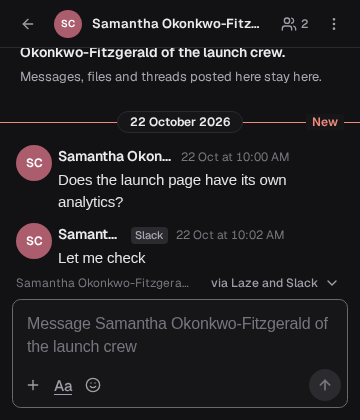 SC Samantha Okonkwo-Fitz... 2
Okonkwo-Fitzgerald of the launch crew.
Messages, files and threads posted here stay here.
22 October 2026 New
SC Samantha Okon... 22 Oct at 10:00 AM
Does the launch page have its own
analytics?
SC Samant... Slack 22 Oct at 10:02 AM
Let me check
Samantha Okonkwo-Fitzgera... via Laze and Slack
Message Samantha Okonkwo-Fitzgerald of
the launch crew
Aa